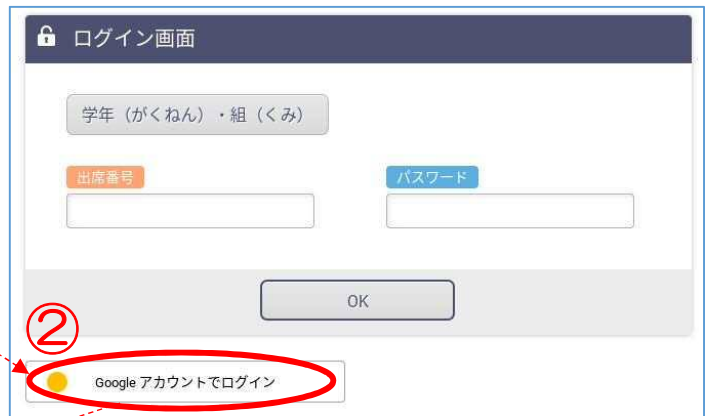 ログイン画面
学年（がくねん）・組（くみ）
出席番号 パスワード
OK
②
Google アカウントでログイン